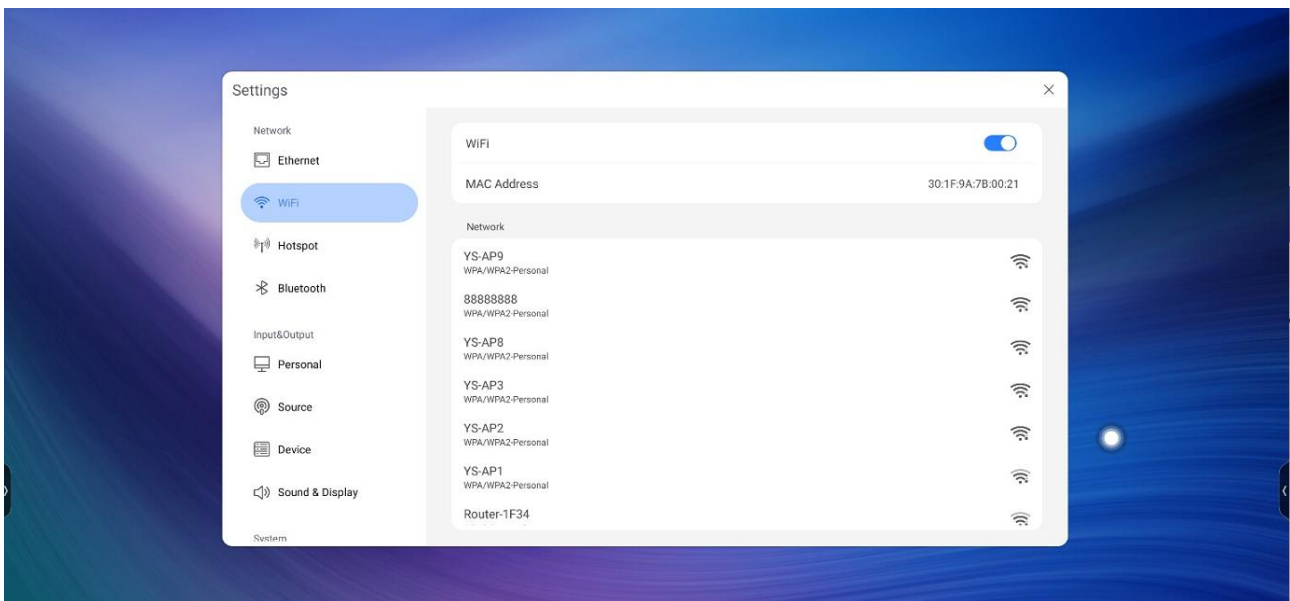 Settings
Network
Ethernet
WiFi
Hotspot
Bluetooth
Input&Output
Personal
Source
Device
Sound & Display
System
WiFi
MAC Address 30:1F:9A:7B:00:21
Network
YS-AP9
WPA/WPA2-Personal
88888888
WPA/WPA2-Personal
YS-AP8
WPA/WPA2-Personal
YS-AP3
WPA/WPA2-Personal
YS-AP2
WPA/WPA2-Personal
YS-AP1
WPA/WPA2-Personal
Router-1F34